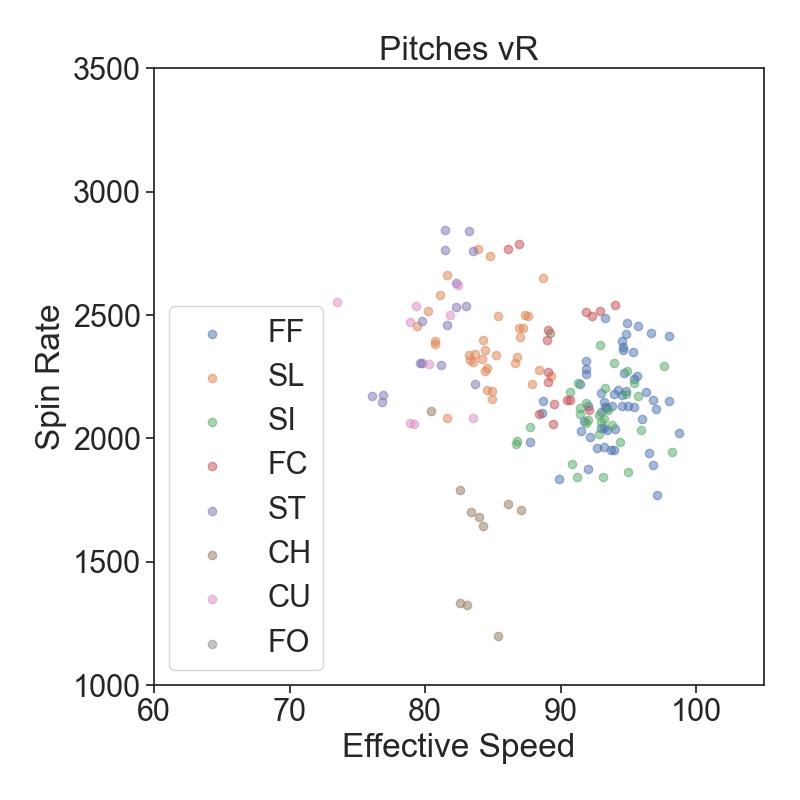 Pitches vR
3500
3000
2500
2000
1500
1000
Spin Rate
FF
SL
SI
FC
ST
CH
CU
FO
60 70 80 90 100
Effective Speed